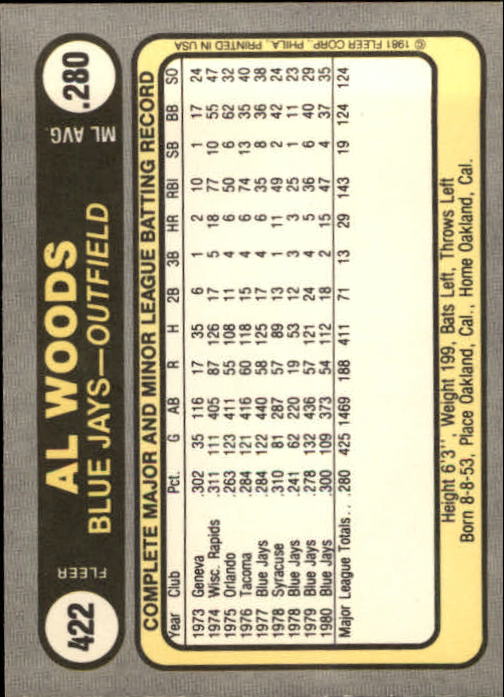 422
FLEER
AL WOODS
BLUE JAYS—OUTFIELD
ML AVG.
.280
COMPLETE MAJOR AND MINOR LEAGUE BATTING RECORD
Year Club Pct. G AB R H 2B 3B HR RBI SB BB SO
1973 Geneva .302 35 116 17 35 6 1 2 10 1 17 24
1974 Wisc. Rapids .311 111 405 87 126 17 5 18 77 10 55 47
1975 Orlando .263 123 411 55 108 11 4 6 50 6 62 32
1976 Tacoma .284 121 416 60 118 15 4 6 74 13 35 40
1977 Blue Jays .284 122 440 58 125 17 4 6 35 8 36 38
1978 Syracuse .310 81 287 57 89 13 1 11 49 2 42 24
1978 Blue Jays .241 62 220 19 53 12 3 3 25 1 11 23
1979 Blue Jays .278 132 436 57 121 24 4 5 36 6 40 29
1980 Blue Jays .300 109 373 54 112 18 2 15 47 4 37 35
Major League Totals . . .280 425 1469 188 411 71 13 29 143 19 124 124
Height 6'3'', Weight 199, Bats Left, Throws Left
Born 8-8-53, Place Oakland, Cal., Home Oakland, Cal.
© 1981 FLEER CORP., PHILA., PRINTED IN USA